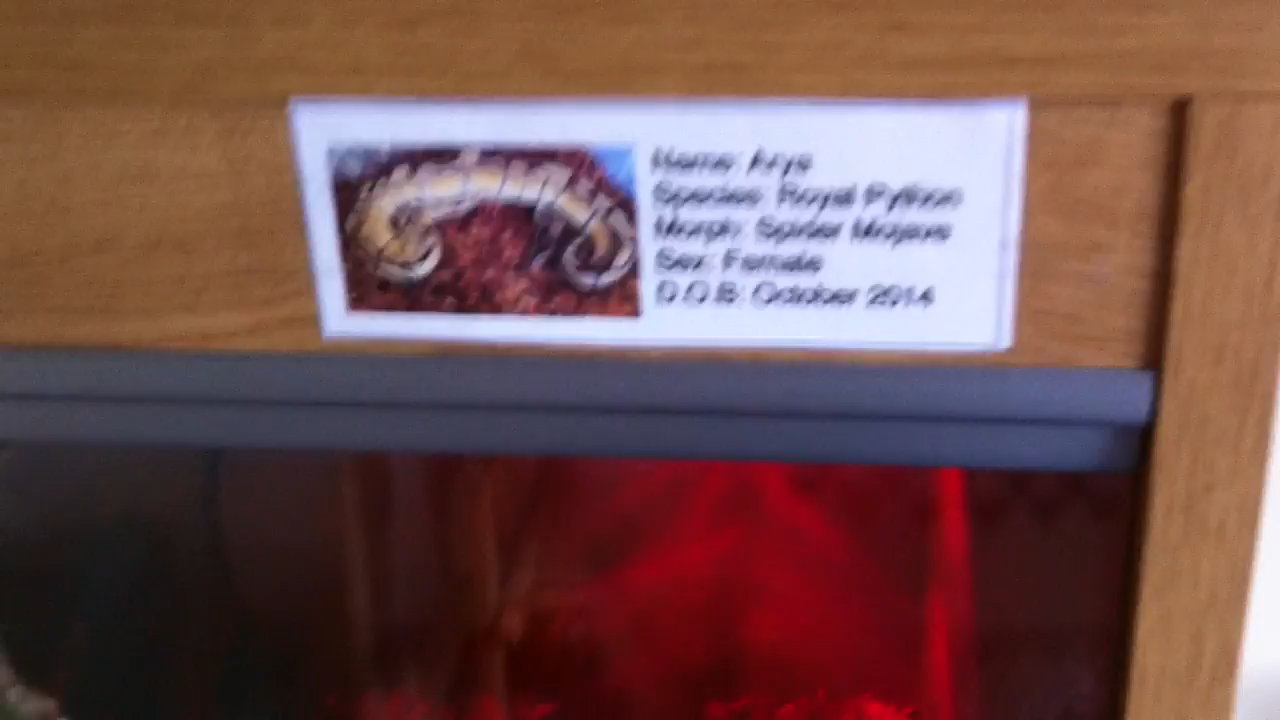 Name: Arya
Species: Royal Python
Morph: Spider Mojave
Sex: Female
D.O.B: October 2014